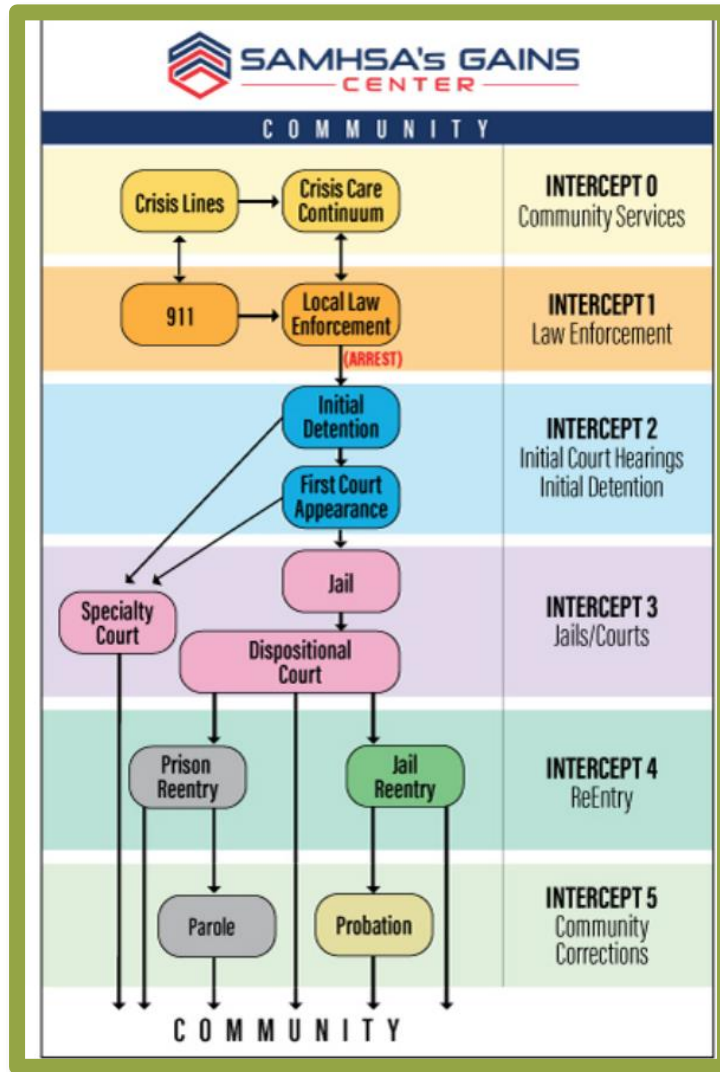 SAMHSA's GAINS
CENTER
COMMUNITY
Crisis Lines
Crisis Care
Continuum
INTERCEPT 0
Community Services
911
Local Law
Enforcement
(ARREST)
INTERCEPT 1
Law Enforcement
Initial
Detention
First Court
Appearance
INTERCEPT 2
Initial Court Hearings
Initial Detention
Specialty
Court
Jail
Dispositional
Court
INTERCEPT 3
Jails/Courts
Prison
Reentry
Jail
Reentry
INTERCEPT 4
ReEntry
Parole
Probation
INTERCEPT 5
Community
Corrections
COMMUNITY